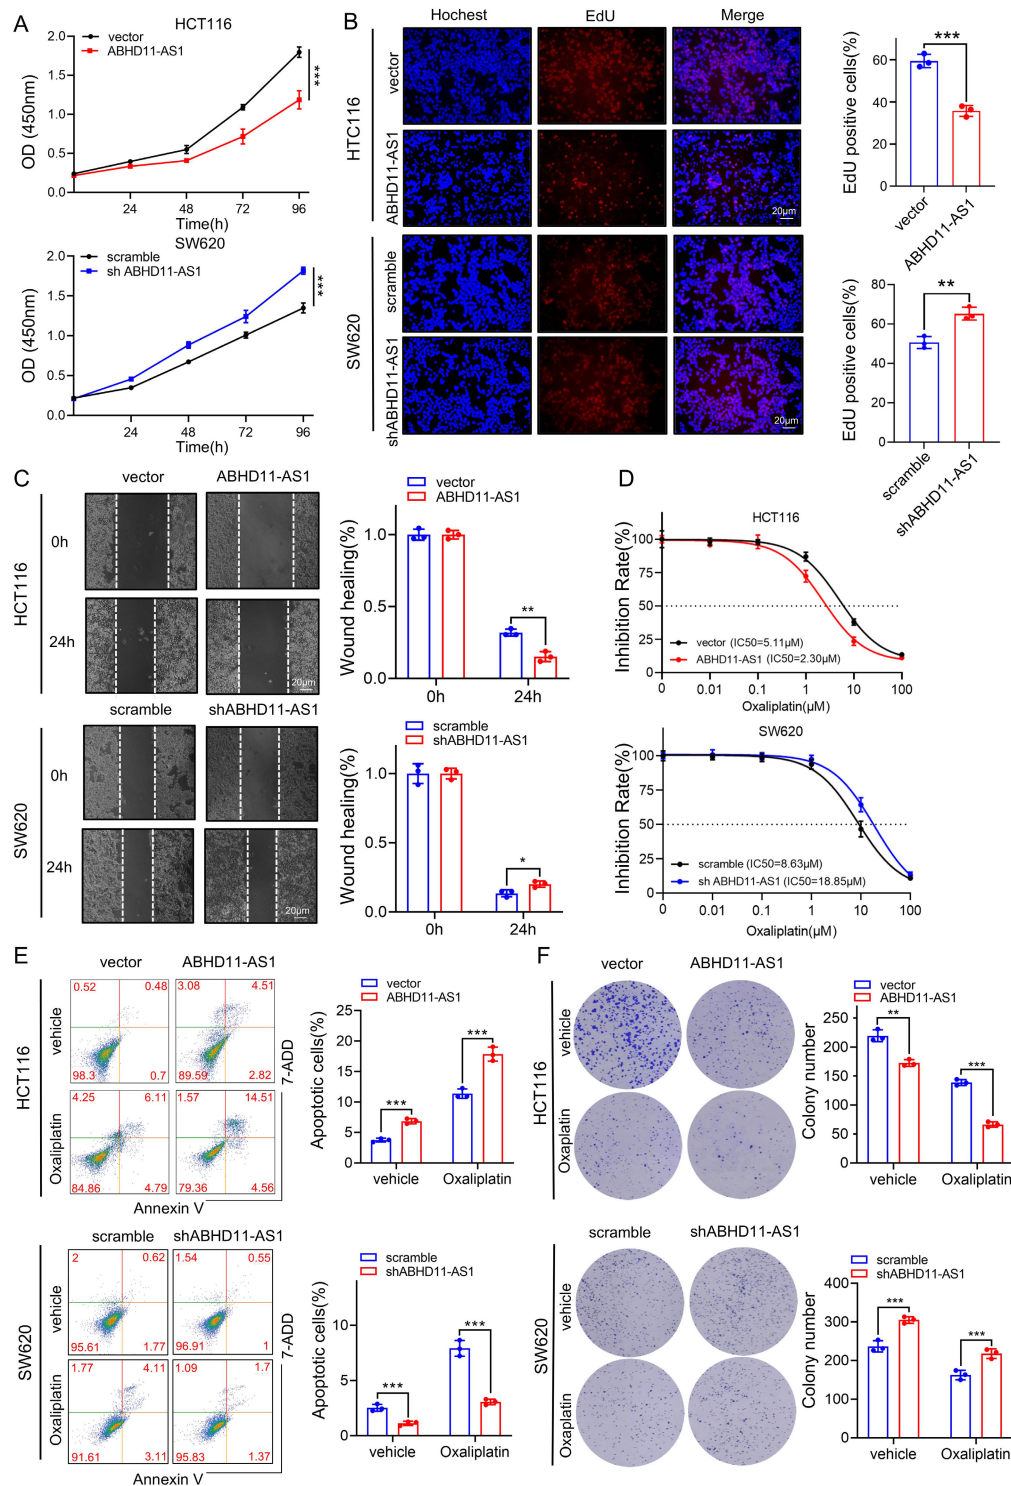 A
HCT116
vector
ABHD11-AS1
OD (450nm)
2.0
1.5
1.0
0.5
0.0
***
24 48 72 96
Time(h)
SW620
scramble
sh ABHD11-AS1
OD (450nm)
2.0
1.5
1.0
0.5
0.0
***
24 48 72 96
Time(h)
B
Hochest EdU Merge
HTC116
vector
ABHD11-AS1
20μm
SW620
scramble
shABHD11-AS1
20μm
EdU positive cells(%)
60
40
20
0
***
vector ABHD11-AS1
EdU positive cells(%)
80
60
40
20
0
**
scramble shABHD11-AS1
C
vector ABHD11-AS1
HCT116
0h
24h
20μm
scramble shABHD11-AS1
SW620
0h
24h
20μm
vector
ABHD11-AS1
Wound healing(%)
1.0
0.5
0.0
**
0h 24h
scramble
shABHD11-AS1
Wound healing(%)
1.0
0.5
0.0
*
0h 24h
D
HCT116
Inhibition Rate(%)
100
75
50
25
0
vector (IC50=5.11μM)
ABHD11-AS1 (IC50=2.30μM)
0 0.01 0.1 1 10 100
Oxaliplatin(μM)
SW620
Inhibition Rate(%)
100
75
50
25
0
scramble (IC50=8.63μM)
sh ABHD11-AS1 (IC50=18.85μM)
0 0.01 0.1 1 10 100
Oxaliplatin(μM)
E
vector ABHD11-AS1
HCT116
vehicle
0.52 0.48 3.08 4.51
98.3 0.7 89.59 2.82
Oxaliplatin
4.25 6.11 1.57 14.51
84.86 4.79 79.36 4.56
7-ADD
Annexin V
vector
ABHD11-AS1
Apoptotic cells(%)
25
20
15
10
5
0
*** ***
vehicle Oxaliplatin
scramble shABHD11-AS1
SW620
vehicle
2 0.62 1.54 0.55
95.61 1.77 96.91 1
Oxaliplatin
1.77 4.11 1.09 1.7
91.61 3.11 95.83 1.37
7-ADD
Annexin V
scramble
shABHD11-AS1
Apoptotic cells(%)
10
5
0
*** ***
vehicle Oxaliplatin
F
vector ABHD11-AS1
HCT116
vehicle
Oxaplatin
vector
ABHD11-AS1
Colony number
250
200
150
100
50
0
** ***
vehicle Oxaliplatin
scramble shABHD11-AS1
SW620
vehicle
Oxaplatin
scramble
shABHD11-AS1
Colony number
400
300
200
100
0
*** ***
vehicle Oxaliplatin